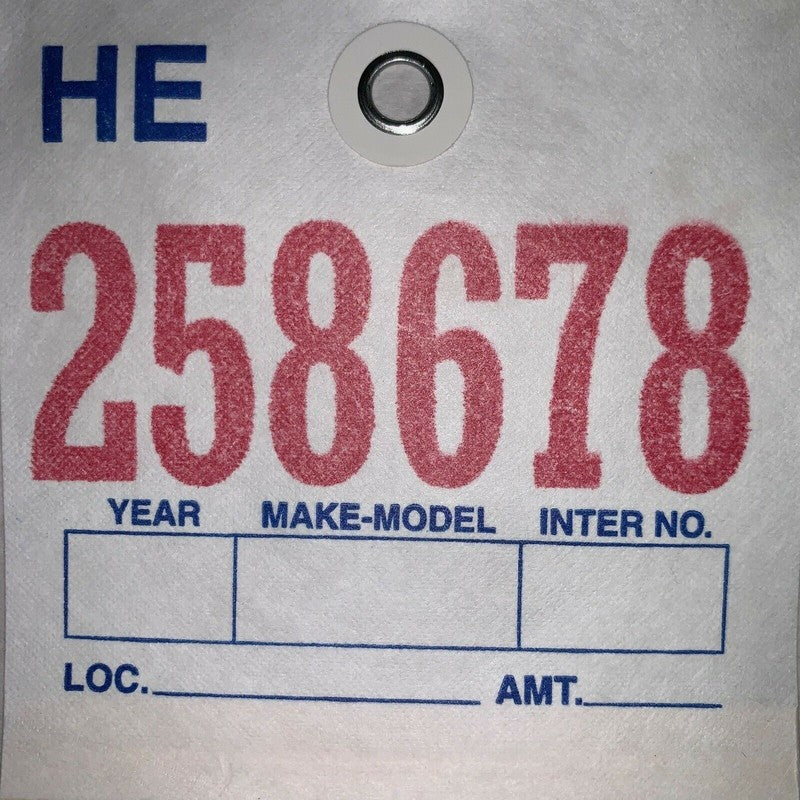 HE
258678
YEAR MAKE-MODEL INTER NO.
LOC. AMT.